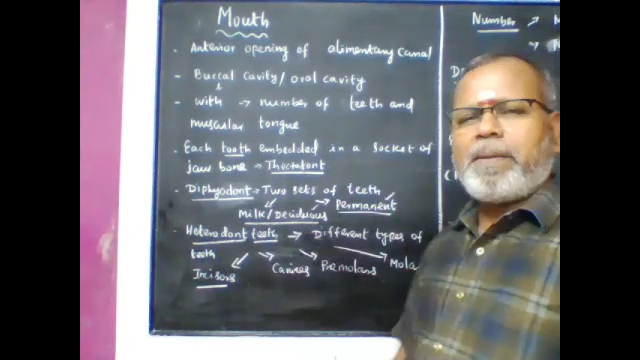 Mouth
- Anterior opening of alimentary canal
- Buccal cavity/oral cavity
- with -> number of teeth and
muscular tongue
- Each tooth embedded in a socket of
jaw bone - Thecratont
- Diphyodont - Two sets of teeth
Milk/Deciduous Permanent
- Heterodont teeth -> Different types of
teeth
Incisors Canines Premolars Mola
Number ->